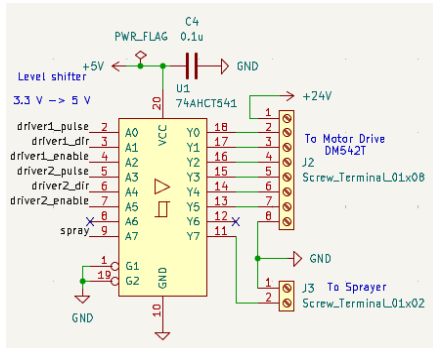 C4
0.1u
PWR_FLAG
+5V
GND
Level shifter
3.3 V -> 5 V
U1
74AHCT541
20
VCC
+24V
driver1_pulse 2 A0 Y0 18 1
driver1_dir 3 A1 Y1 17 2
driver1_enable 4 A2 Y2 16 3
driver2_pulse 5 A3 Y3 15 4
driver2_dir 6 A4 Y4 14 5
driver2_enable 7 A5 Y5 13 6
8 A6 Y6 12 7
spray 9 A7 Y7 11 8
To Motor Drive
DM542T
J2
Screw_Terminal_01x08
1 G1
19 G2
GND
GND
10
GND
1
2
J3 To Sprayer
Screw_Terminal_01x02